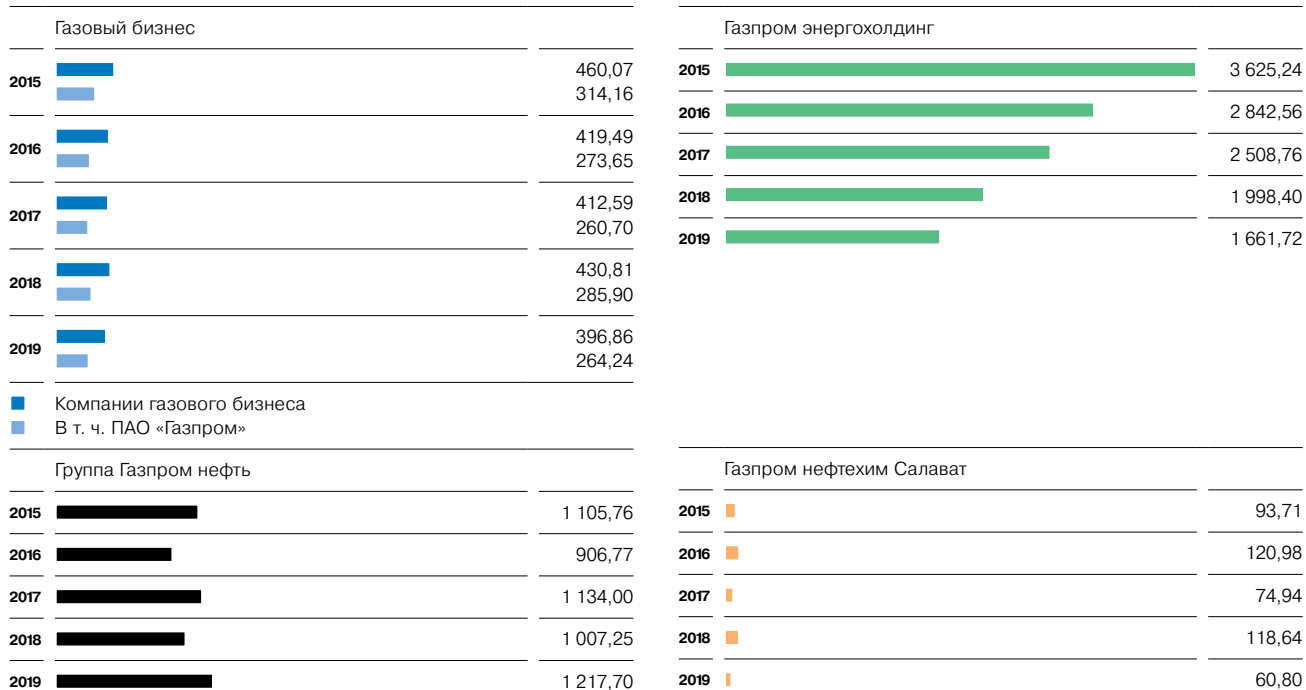 Газовый бизнес
2015
460,07
314,16
2016
419,49
273,65
2017
412,59
260,70
2018
430,81
285,90
2019
396,86
264,24
Компании газового бизнеса
В т. ч. ПАО «Газпром»
Газпром энергохолдинг
2015 3 625,24
2016 2 842,56
2017 2 508,76
2018 1 998,40
2019 1 661,72
Группа Газпром нефть
2015 1 105,76
2016 906,77
2017 1 134,00
2018 1 007,25
2019 1 217,70
Газпром нефтехим Салават
2015 93,71
2016 120,98
2017 74,94
2018 118,64
2019 60,80